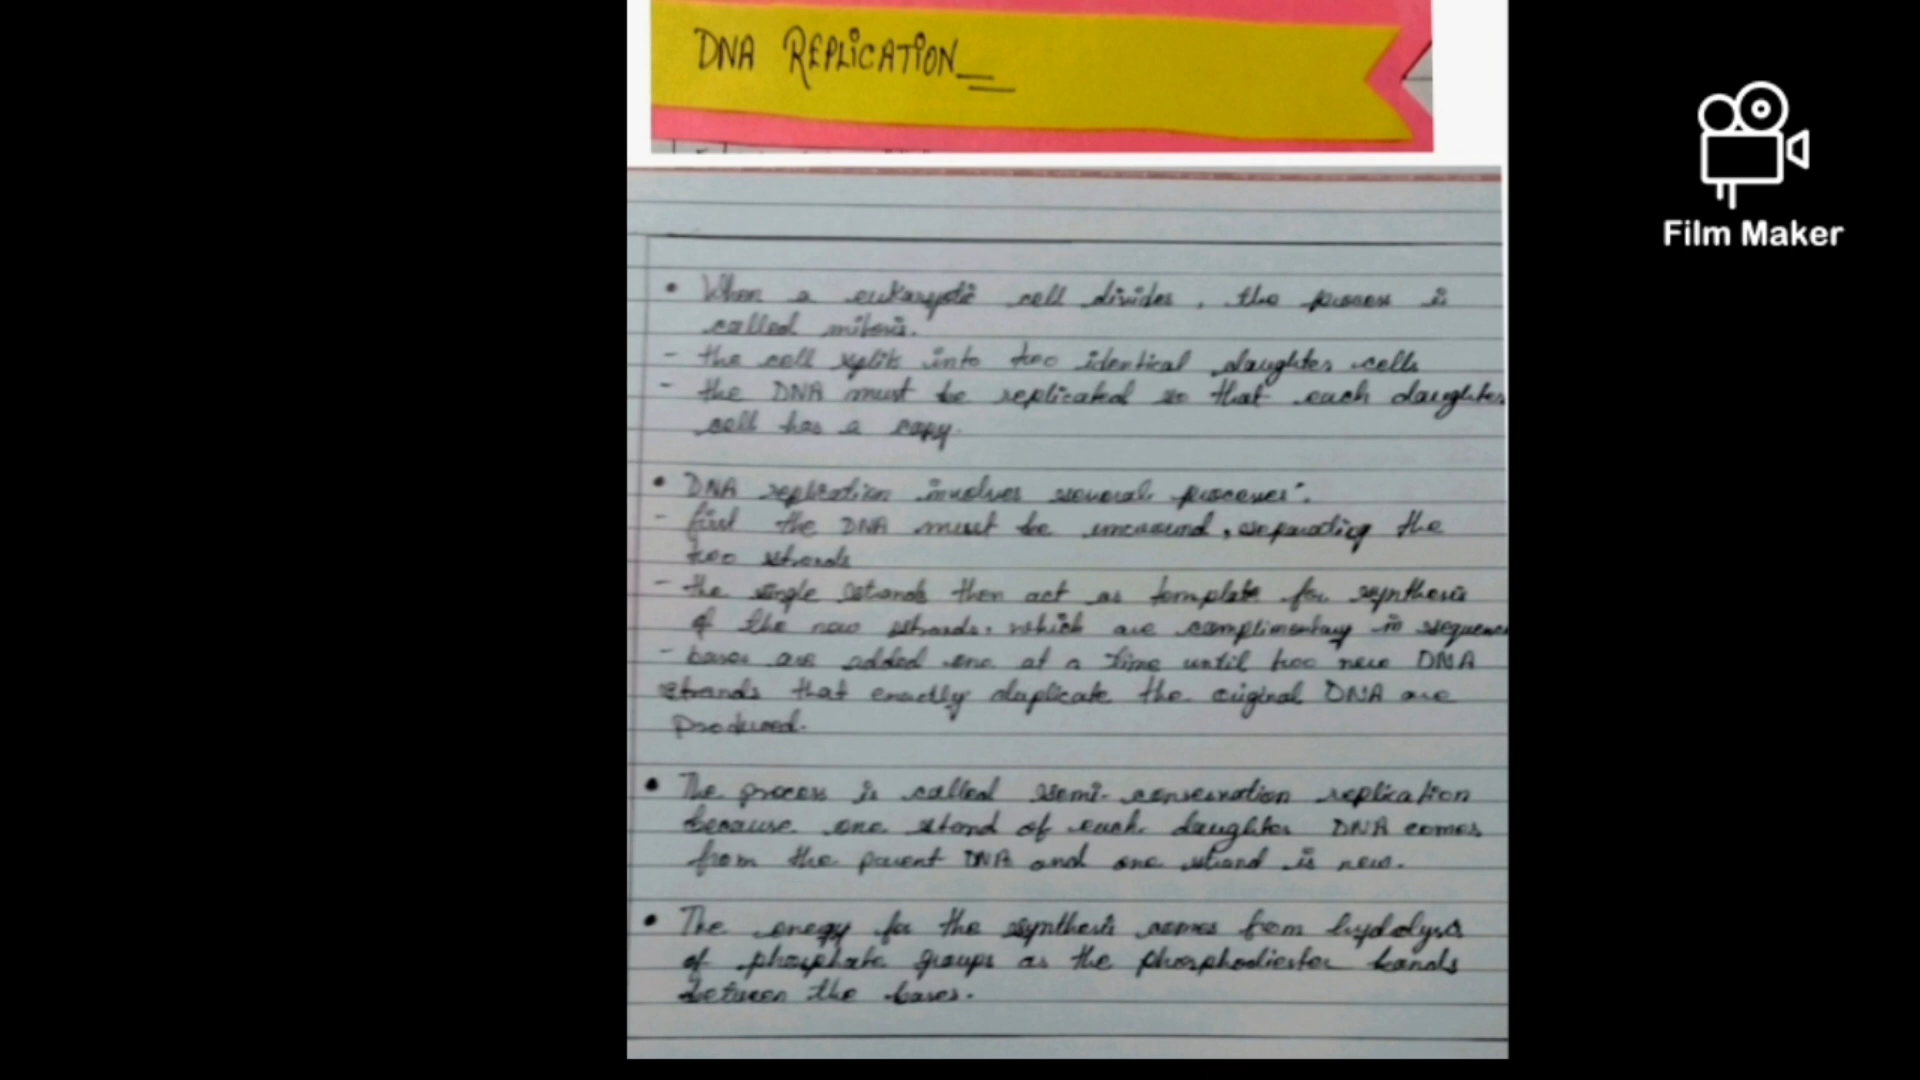 DNA REPLICATION
Film Maker
• When a eukaryotic cell divides, the process is
called mitosis.
- the cell splits into two identical daughter cells
- the DNA must be replicated so that each daughter
cell has a copy.
• DNA replication involves several processes:
- first the DNA must be unwound, separating the
two strands
- the single strands then act as template for synthesis
of the new strands, which are complimentary in sequence
- bases are added one at a time until two new DNA
strands that exactly duplicate the original DNA are
produced.
• The process is called semi-conservation replication
because one strand of each daughter DNA comes
from the parent DNA and one strand is new.
• The energy for the synthesis comes from hydolysis
of phosphate groups as the phosphodiester bonds
between the bases.